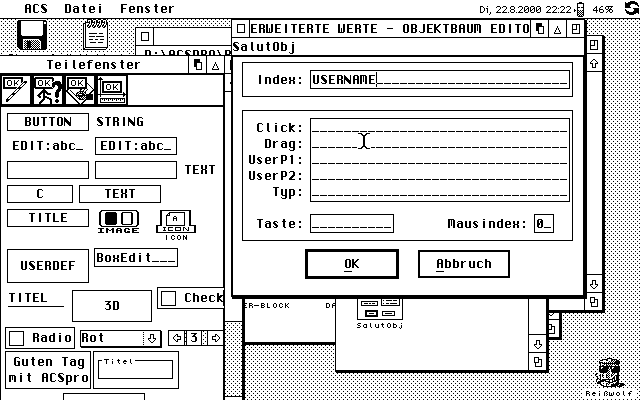 ACS Datei Fenster Di, 22.8.2000 22:22 46%
D:\ACSPRO\
ERWEITERTE WERTE - OBJEKTBAUM EDITO
SalutObj
Index: USERNAME
Click:
Drag:
UserP1:
UserP2:
Typ:
Taste:
Mausindex: 0_
OK
Abbruch
Teilefenster
OK OK OK OK
BUTTON STRING
EDIT:abc_ EDIT:abc_
TEXT
C TEXT
TITLE IMAGE ICON
ICON
USERDEF BoxEdit___
TITEL 3D Check
Radio Rot 3
Guten Tag
mit ACSpro
Titel
ER-BLOCK DA
SalutObj
Reißwolf